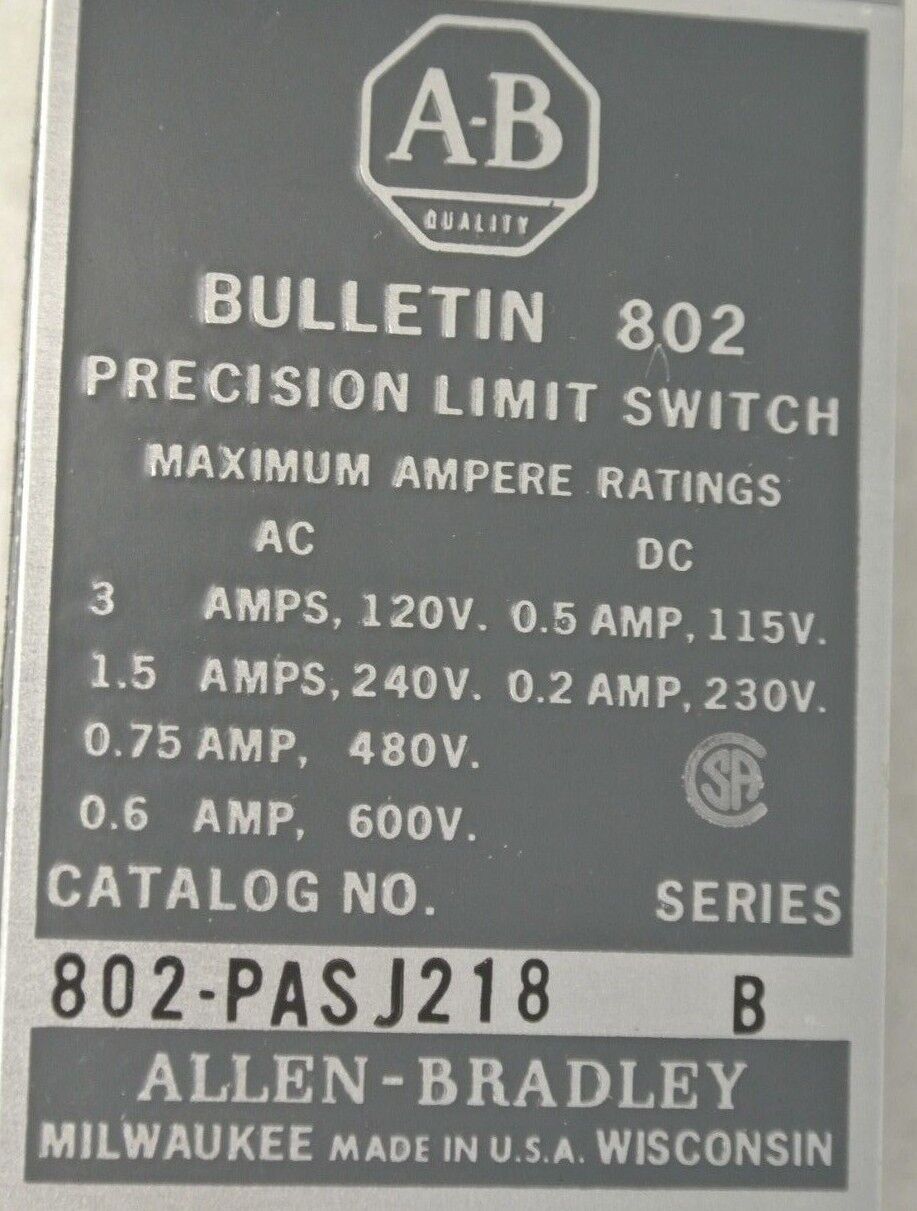 A-B
QUALITY
BULLETIN 802
PRECISION LIMIT SWITCH
MAXIMUM AMPERE RATINGS
AC DC
3 AMPS, 120V. 0.5 AMP, 115V.
1.5 AMPS, 240V. 0.2 AMP, 230V.
0.75 AMP, 480V.
SA
0.6 AMP, 600V.
CATALOG NO. SERIES
802-PASJ218 B
ALLEN-BRADLEY
MILWAUKEE MADE IN U.S.A. WISCONSIN